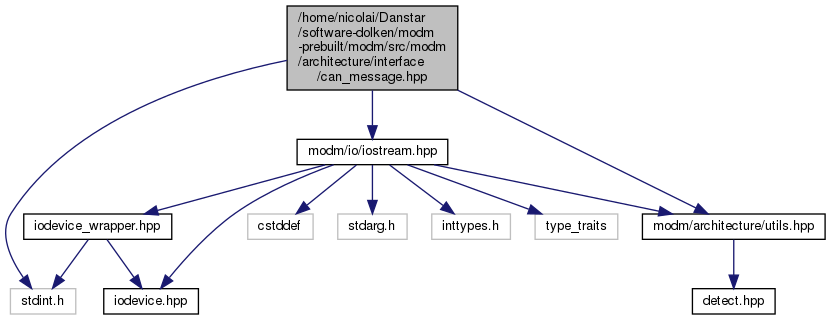 /home/nicolai/Danstar
/software-dolken/modm
-prebuilt/modm/src/modm
/architecture/interface
/can_message.hpp
modm/io/iostream.hpp
iodevice_wrapper.hpp
cstddef
stdarg.h
inttypes.h
type_traits
modm/architecture/utils.hpp
stdint.h
iodevice.hpp
detect.hpp